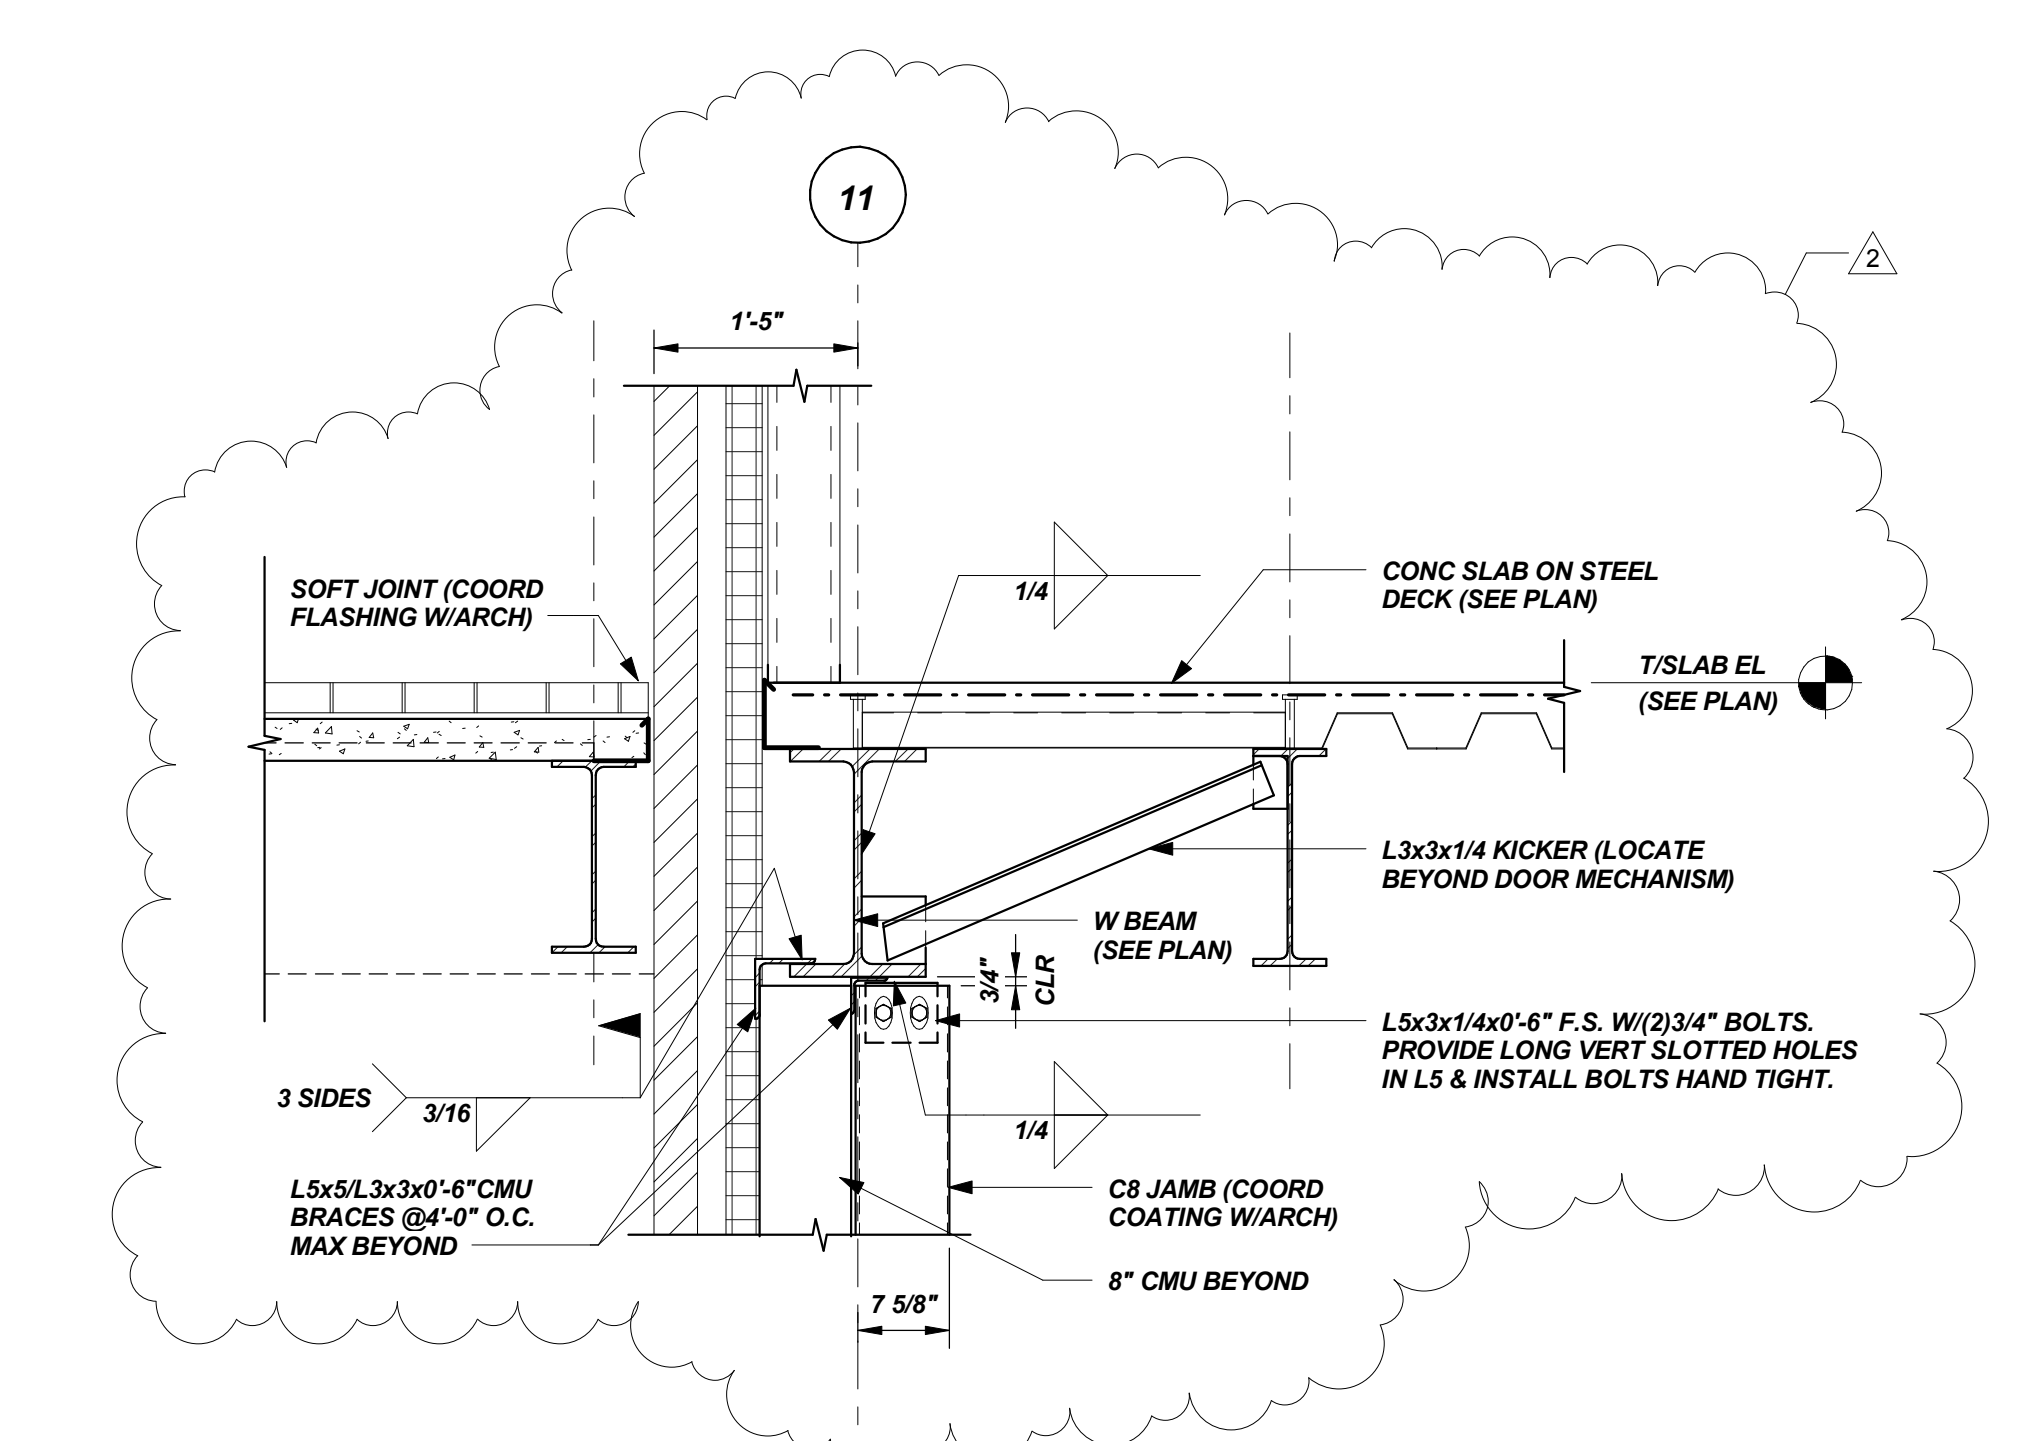 11
2
1'-5"
SOFT JOINT (COORD
FLASHING W/ARCH)
1/4
CONC SLAB ON STEEL
DECK (SEE PLAN)
T/SLAB EL
(SEE PLAN)
L3x3x1/4 KICKER (LOCATE
BEYOND DOOR MECHANISM)
W BEAM
(SEE PLAN)
3/4"
CLR
L5x3x1/4x0'-6" F.S. W/(2)3/4" BOLTS.
PROVIDE LONG VERT SLOTTED HOLES
IN L5 & INSTALL BOLTS HAND TIGHT.
3 SIDES
3/16
1/4
L5x5/L3x3x0'-6"CMU
BRACES @4'-0" O.C.
MAX BEYOND
C8 JAMB (COORD
COATING W/ARCH)
8" CMU BEYOND
7 5/8"